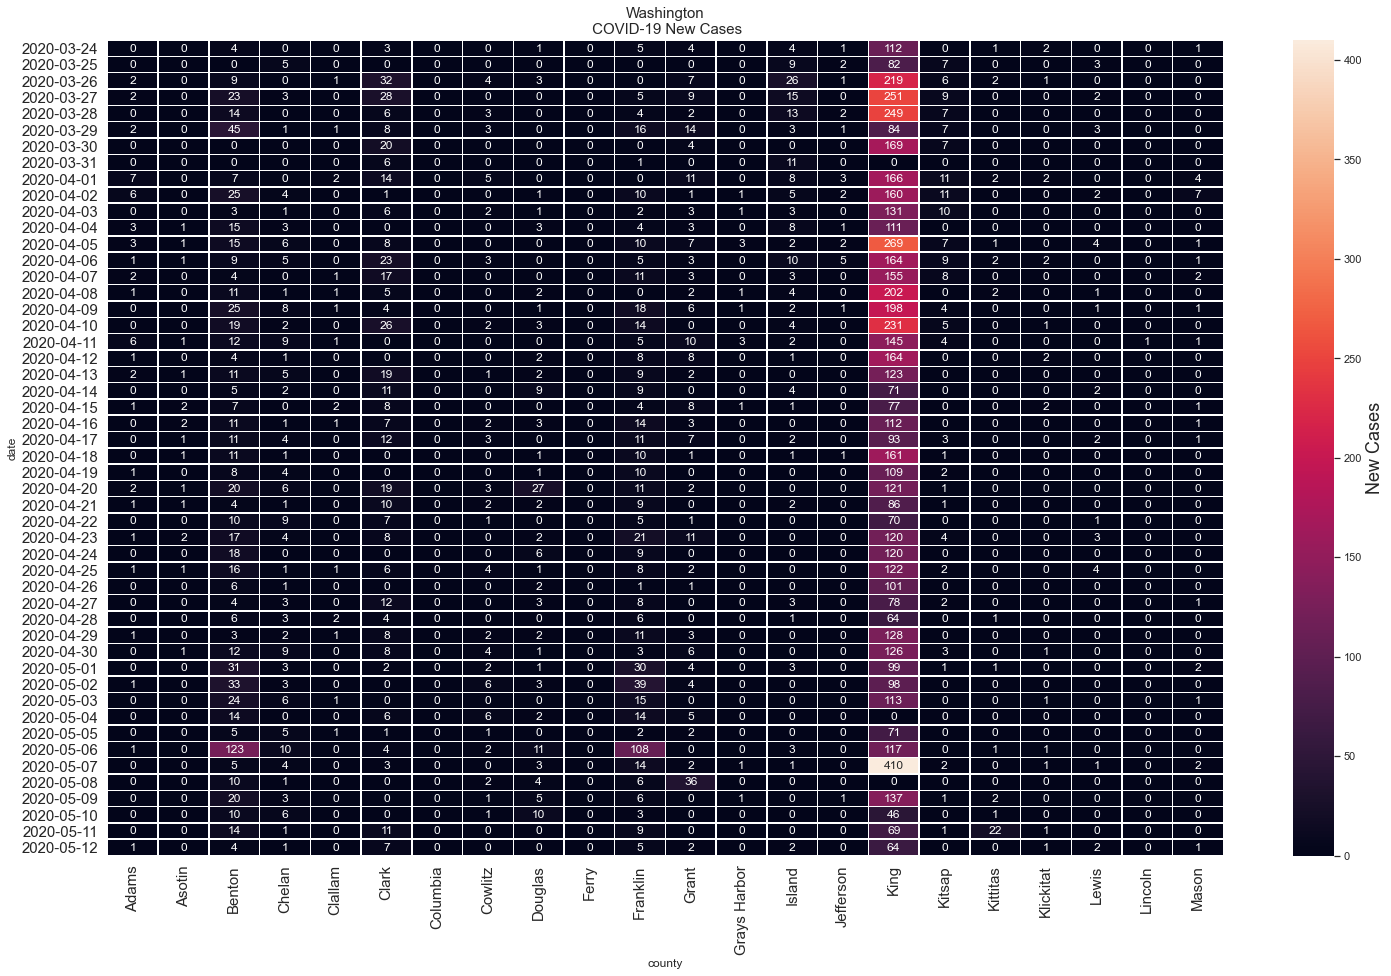 Washington
COVID-19 New Cases
2020-03-24 0 0 4 0 0 3 0 0 1 0 5 4 0 4 1 112 0 1 2 0 0 1
2020-03-25 0 0 0 5 0 0 0 0 0 0 0 0 0 9 2 82 7 0 0 3 0 0
2020-03-26 2 0 9 0 1 32 0 4 3 0 0 7 0 26 1 219 6 2 1 0 0 0
2020-03-27 2 0 23 3 0 28 0 0 0 0 5 9 0 15 0 251 9 0 0 2 0 0
2020-03-28 0 0 14 0 0 6 0 3 0 0 4 2 0 13 2 249 7 0 0 0 0 0
2020-03-29 2 0 45 1 1 8 0 3 0 0 16 14 0 3 1 84 7 0 0 3 0 0
2020-03-30 0 0 0 0 0 20 0 0 0 0 0 4 0 0 0 169 7 0 0 0 0 0
2020-03-31 0 0 0 0 0 6 0 0 0 0 1 0 0 11 0 0 0 0 0 0 0 0
2020-04-01 7 0 7 0 2 14 0 5 0 0 0 11 0 8 3 166 11 2 2 0 0 4
2020-04-02 6 0 25 4 0 1 0 0 1 0 10 1 1 5 2 160 11 0 0 2 0 7
2020-04-03 0 0 3 1 0 6 0 2 1 0 2 3 1 3 0 131 10 0 0 0 0 0
2020-04-04 3 1 15 3 0 0 0 0 3 0 4 3 0 8 1 111 0 0 0 0 0 0
2020-04-05 3 1 15 6 0 8 0 0 0 0 10 7 3 2 2 269 7 1 0 4 0 1
2020-04-06 1 1 9 5 0 23 0 3 0 0 5 3 0 10 5 164 9 2 2 0 0 1
2020-04-07 2 0 4 0 1 17 0 0 0 0 11 3 0 3 0 155 8 0 0 0 0 2
2020-04-08 1 0 11 1 1 5 0 0 2 0 0 2 1 4 0 202 0 2 0 1 0 0
2020-04-09 0 0 25 8 1 4 0 0 1 0 18 6 1 2 1 198 4 0 0 1 0 1
2020-04-10 0 0 19 2 0 26 0 2 3 0 14 0 0 4 0 231 5 0 1 0 0 0
2020-04-11 6 1 12 9 1 0 0 0 0 0 5 10 3 2 0 145 4 0 0 0 1 1
2020-04-12 1 0 4 1 0 0 0 0 2 0 8 8 0 1 0 164 0 0 2 0 0 0
2020-04-13 2 1 11 5 0 19 0 1 2 0 9 2 0 0 0 123 0 0 0 0 0 0
2020-04-14 0 0 5 2 0 11 0 0 9 0 9 0 0 4 0 71 0 0 0 2 0 0
2020-04-15 1 2 7 0 2 8 0 0 0 0 4 8 1 1 0 77 0 0 2 0 0 1
2020-04-16 0 2 11 1 1 7 0 2 3 0 14 3 0 0 0 112 0 0 0 0 0 1
2020-04-17 0 1 11 4 0 12 0 3 0 0 11 7 0 2 0 93 3 0 0 2 0 1
2020-04-18 0 1 11 1 0 0 0 0 1 0 10 1 0 1 1 161 1 0 0 0 0 0
2020-04-19 1 0 8 4 0 0 0 0 1 0 10 0 0 0 0 109 2 0 0 0 0 0
2020-04-20 2 1 20 6 0 19 0 3 27 0 11 2 0 0 0 121 1 0 0 0 0 0
2020-04-21 1 1 4 1 0 10 0 2 2 0 9 0 0 2 0 86 1 0 0 0 0 0
2020-04-22 0 0 10 9 0 7 0 1 0 0 5 1 0 0 0 70 0 0 0 1 0 0
2020-04-23 1 2 17 4 0 8 0 0 2 0 21 11 0 0 0 120 4 0 0 3 0 0
2020-04-24 0 0 18 0 0 0 0 0 6 0 9 0 0 0 0 120 0 0 0 0 0 0
2020-04-25 1 1 16 1 1 6 0 4 1 0 8 2 0 0 0 122 2 0 0 4 0 0
2020-04-26 0 0 6 1 0 0 0 0 2 0 1 1 0 0 0 101 0 0 0 0 0 0
2020-04-27 0 0 4 3 0 12 0 0 3 0 8 0 0 3 0 78 2 0 0 0 0 1
2020-04-28 0 0 6 3 2 4 0 0 0 0 6 0 0 1 0 64 0 1 0 0 0 0
2020-04-29 1 0 3 2 1 8 0 2 2 0 11 3 0 0 0 128 0 0 0 0 0 0
2020-04-30 0 1 12 9 0 8 0 4 1 0 3 6 0 0 0 126 3 0 1 0 0 0
2020-05-01 0 0 31 3 0 2 0 2 1 0 30 4 0 3 0 99 1 1 0 0 0 2
2020-05-02 1 0 33 3 0 0 0 6 3 0 39 4 0 0 0 98 0 0 0 0 0 0
2020-05-03 0 0 24 6 1 0 0 0 0 0 15 0 0 0 0 113 0 0 1 0 0 1
2020-05-04 0 0 14 0 0 6 0 6 2 0 14 5 0 0 0 0 0 0 0 0 0 0
2020-05-05 0 0 5 5 1 1 0 1 0 0 2 2 0 0 0 71 0 0 0 0 0 0
2020-05-06 1 0 123 10 0 4 0 2 11 0 108 0 0 3 0 117 0 1 1 0 0 0
2020-05-07 0 0 5 4 0 3 0 0 3 0 14 2 1 1 0 410 2 0 1 1 0 2
2020-05-08 0 0 10 1 0 0 0 2 4 0 6 36 0 0 0 0 0 0 0 0 0 0
2020-05-09 0 0 20 3 0 0 0 1 5 0 6 0 1 0 1 137 1 2 0 0 0 0
2020-05-10 0 0 10 6 0 0 0 1 10 0 3 0 0 0 0 46 0 1 0 0 0 0
2020-05-11 0 0 14 1 0 11 0 0 0 0 9 0 0 0 0 69 1 22 1 0 0 0
2020-05-12 1 0 4 1 0 7 0 0 0 0 5 2 0 2 0 64 0 0 1 2 0 1
Adams Asotin Benton Chelan Clallam Clark Columbia Cowlitz Douglas Ferry Franklin Grant Grays Harbor Island Jefferson King Kitsap Kittitas Klickitat Lewis Lincoln Mason
county
date
400
350
300
250
200
150
100
50
0
New Cases